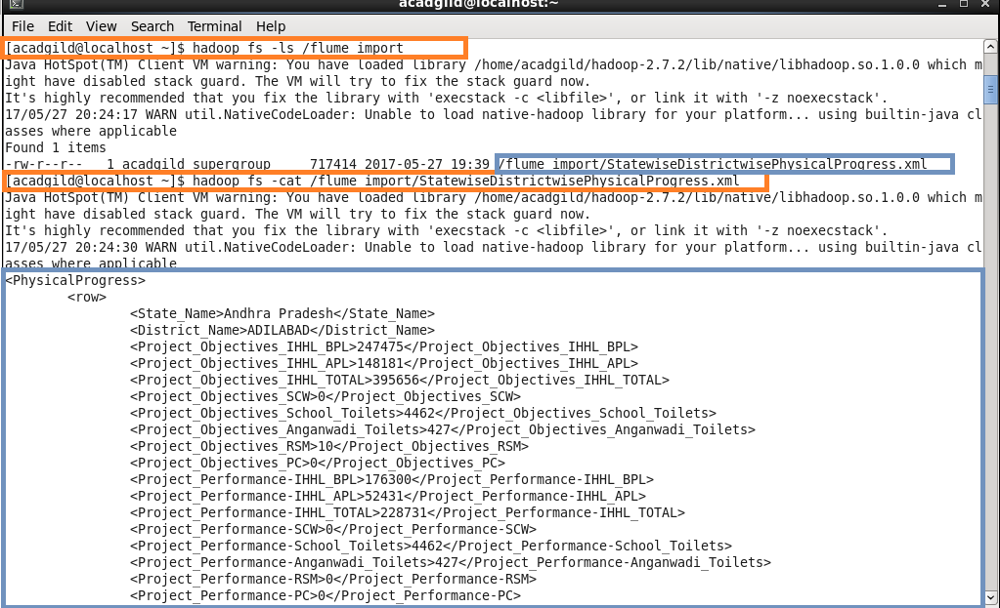 acadgild@localhost:~
File Edit View Search Terminal Help
[acadgild@localhost ~]$ hadoop fs -ls /flume_import
Java HotSpot(TM) Client VM warning: You have loaded library /home/acadgild/hadoop-2.7.2/lib/native/libhadoop.so.1.0.0 which m
ight have disabled stack guard. The VM will try to fix the stack guard now.
It's highly recommended that you fix the library with 'execstack -c <libfile>', or link it with '-z noexecstack'.
17/05/27 20:24:17 WARN util.NativeCodeLoader: Unable to load native-hadoop library for your platform... using builtin-java cl
asses where applicable
Found 1 items
-rw-r--r--   1 acadgild supergroup     717414 2017-05-27 19:39 /flume_import/StatewiseDistrictwisePhysicalProgress.xml
[acadgild@localhost ~]$ hadoop fs -cat /flume_import/StatewiseDistrictwisePhysicalProgress.xml
Java HotSpot(TM) Client VM warning: You have loaded library /home/acadgild/hadoop-2.7.2/lib/native/libhadoop.so.1.0.0 which m
ight have disabled stack guard. The VM will try to fix the stack guard now.
It's highly recommended that you fix the library with 'execstack -c <libfile>', or link it with '-z noexecstack'.
17/05/27 20:24:30 WARN util.NativeCodeLoader: Unable to load native-hadoop library for your platform... using builtin-java cl
asses where applicable
<PhysicalProgress>
<row>
<State_Name>Andhra Pradesh</State_Name>
<District_Name>ADILABAD</District_Name>
<Project_Objectives_IHHL_BPL>247475</Project_Objectives_IHHL_BPL>
<Project_Objectives_IHHL_APL>148181</Project_Objectives_IHHL_APL>
<Project_Objectives_IHHL_TOTAL>395656</Project_Objectives_IHHL_TOTAL>
<Project_Objectives_SCW>0</Project_Objectives_SCW>
<Project_Objectives_School_Toilets>4462</Project_Objectives_School_Toilets>
<Project_Objectives_Anganwadi_Toilets>427</Project_Objectives_Anganwadi_Toilets>
<Project_Objectives_RSM>10</Project_Objectives_RSM>
<Project_Objectives_PC>0</Project_Objectives_PC>
<Project_Performance-IHHL_BPL>176300</Project_Performance-IHHL_BPL>
<Project_Performance-IHHL_APL>52431</Project_Performance-IHHL_APL>
<Project_Performance-IHHL_TOTAL>228731</Project_Performance-IHHL_TOTAL>
<Project_Performance-SCW>0</Project_Performance-SCW>
<Project_Performance-School_Toilets>4462</Project_Performance-School_Toilets>
<Project_Performance-Anganwadi_Toilets>427</Project_Performance-Anganwadi_Toilets>
<Project_Performance-RSM>0</Project_Performance-RSM>
<Project_Performance-PC>0</Project_Performance-PC>